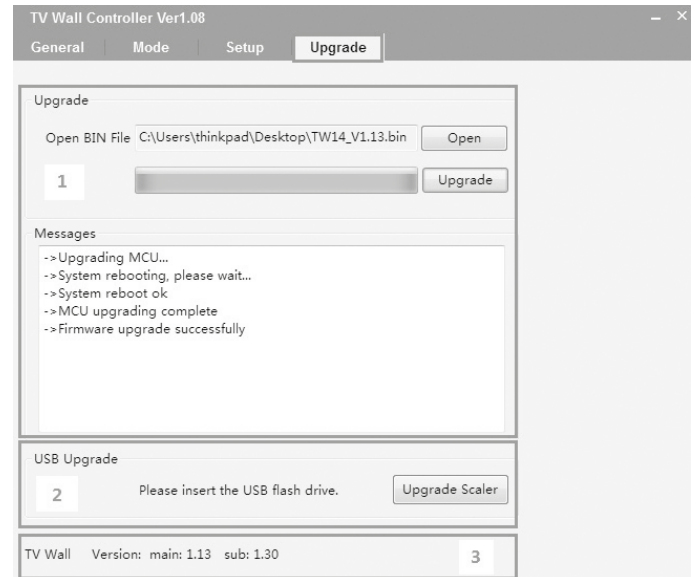 TV Wall Controller Ver1.08
General Mode Setup Upgrade
Upgrade
Open BIN File C:\Users\thinkpad\Desktop\TW14_V1.13.bin Open
1 Upgrade
Messages
->Upgrading MCU...
->System rebooting, please wait...
->System reboot ok
->MCU upgrading complete
->Firmware upgrade successfully
USB Upgrade
2 Please insert the USB flash drive. Upgrade Scaler
TV Wall Version: main: 1.13 sub: 1.30 3